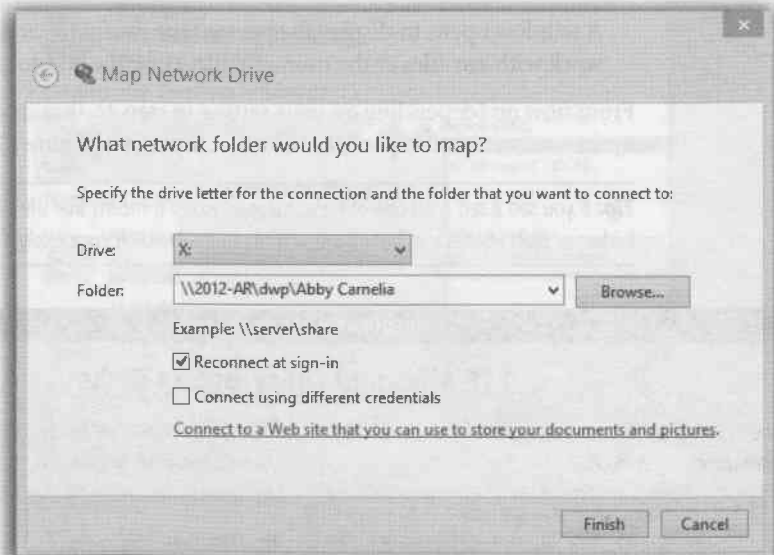 Map Network Drive
What network folder would you like to map?
Specify the drive letter for the connection and the folder that you want to connect to:
Drive: X:
Folder: \\2012-AR\dwp\Abby Carnelia Browse...
Example: \\server\share
Reconnect at sign-in
Connect using different credentials
Connect to a Web site that you can use to store your documents and pictures.
Finish Cancel